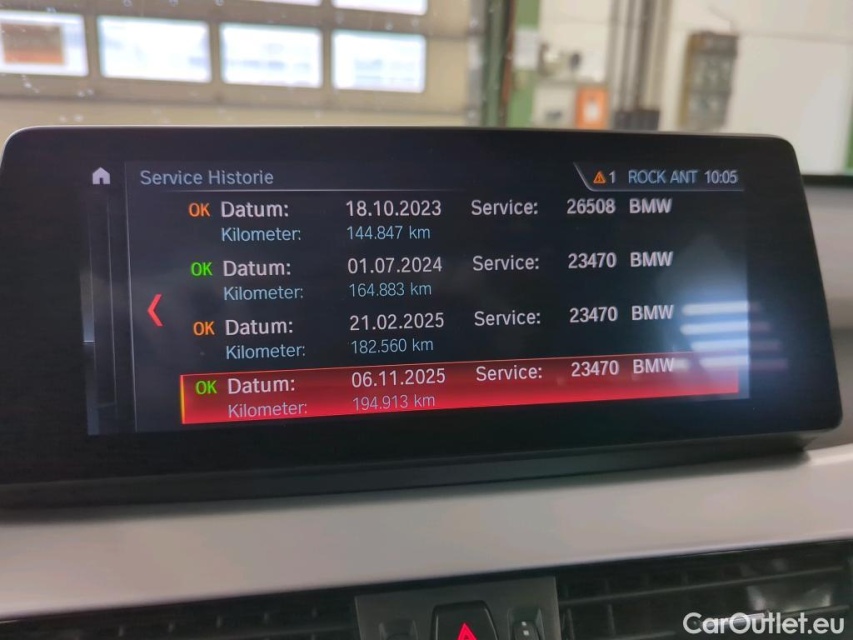 Service Historie
1 ROCK ANT 10:05
OK Datum: 18.10.2023 Service: 26508 BMW
Kilometer: 144.847 km
OK Datum: 01.07.2024 Service: 23470 BMW
Kilometer: 164.883 km
OK Datum: 21.02.2025 Service: 23470 BMW
Kilometer: 182.560 km
OK Datum: 06.11.2025 Service: 23470 BMW
Kilometer: 194.913 km
CarOutlet.eu